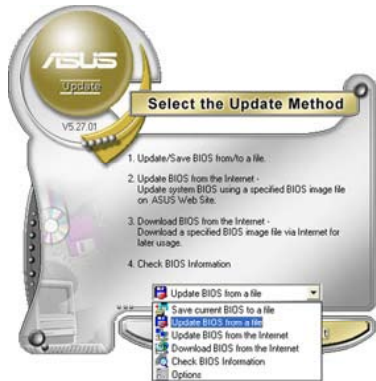 ASUS
Update
V5.27.01
Select the Update Method
1. Update/Save BIOS from/to a file.
2. Update BIOS from the Internet -
Update system BIOS using a specified BIOS image file
on ASUS Web Site.
3. Download BIOS from the Internet -
Download a specified BIOS image file via Internet for
later usage.
4. Check BIOS Information
Update BIOS from a file
Save current BIOS to a file
Update BIOS from a file
Update BIOS from the Internet
Download BIOS from the Internet
Check BIOS Information
Options